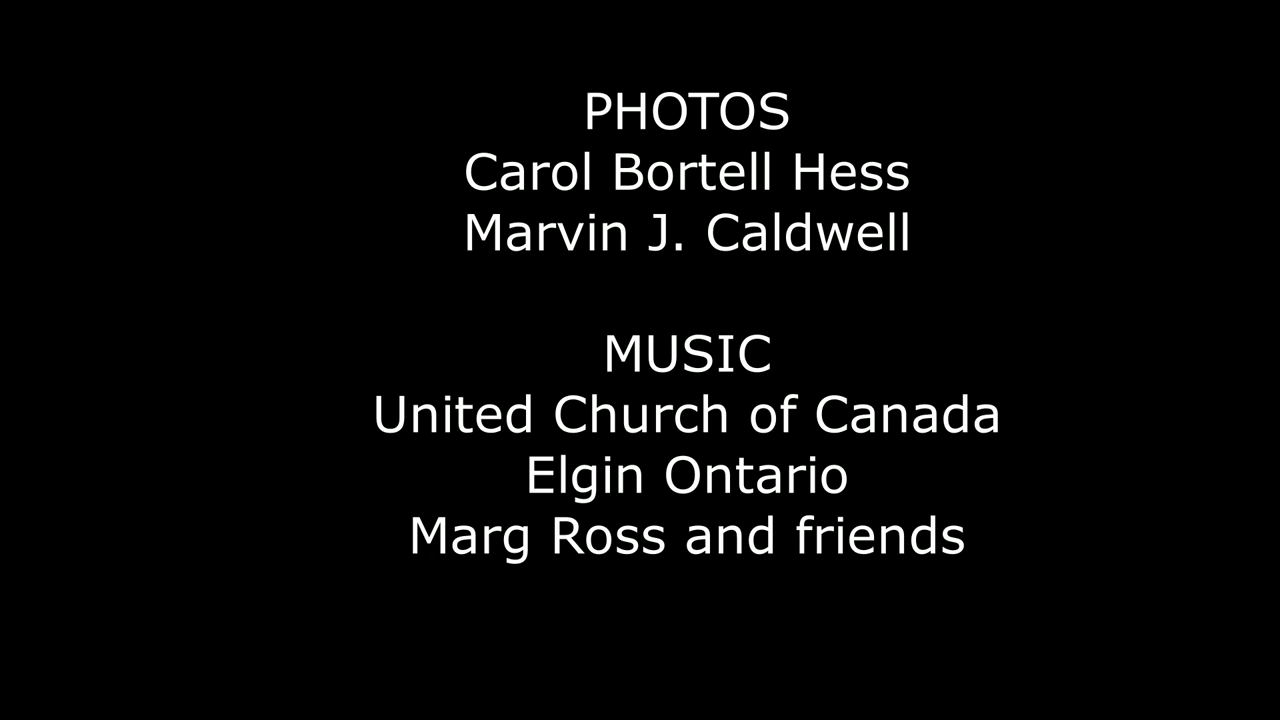 PHOTOS
Carol Bortell Hess
Marvin J. Caldwell
MUSIC
United Church of Canada
Elgin Ontario
Marg Ross and friends